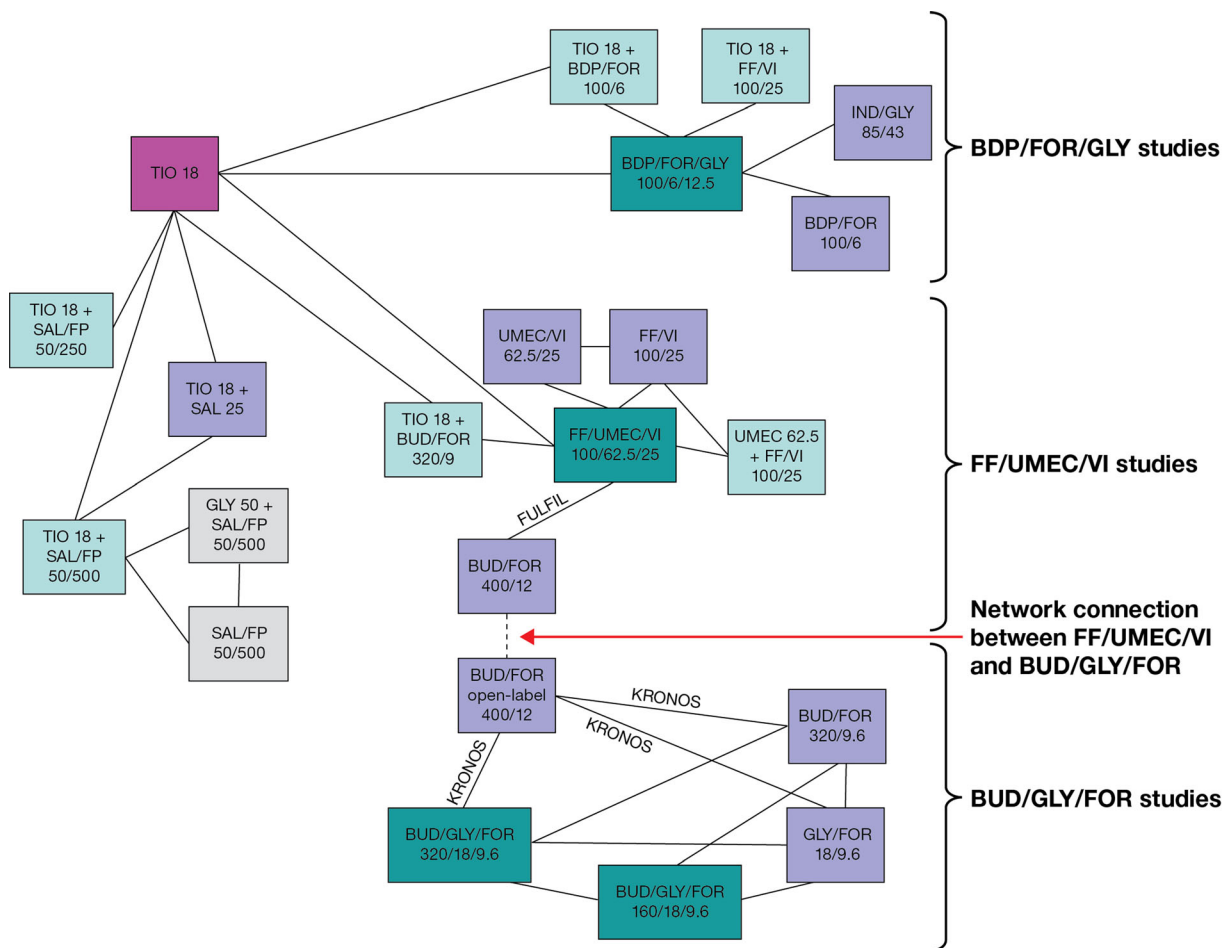 TIO 18 +
BDP/FOR
100/6
TIO 18 +
FF/VI
100/25
IND/GLY
85/43
TIO 18
BDP/FOR/GLY
100/6/12.5
BDP/FOR
100/6
BDP/FOR/GLY studies
TIO 18 +
SAL/FP
50/250
TIO 18 +
SAL 25
UMEC/VI
62.5/25
FF/VI
100/25
TIO 18 +
BUD/FOR
320/9
FF/UMEC/VI
100/62.5/25
UMEC 62.5
+ FF/VI
100/25
FF/UMEC/VI studies
GLY 50 +
SAL/FP
50/500
TIO 18 +
SAL/FP
50/500
SAL/FP
50/500
FULFIL
BUD/FOR
400/12
Network connection
between FF/UMEC/VI
and BUD/GLY/FOR
BUD/FOR
open-label
400/12
KRONOS
KRONOS
KRONOS
BUD/FOR
320/9.6
BUD/GLY/FOR
320/18/9.6
GLY/FOR
18/9.6
BUD/GLY/FOR
160/18/9.6
BUD/GLY/FOR studies